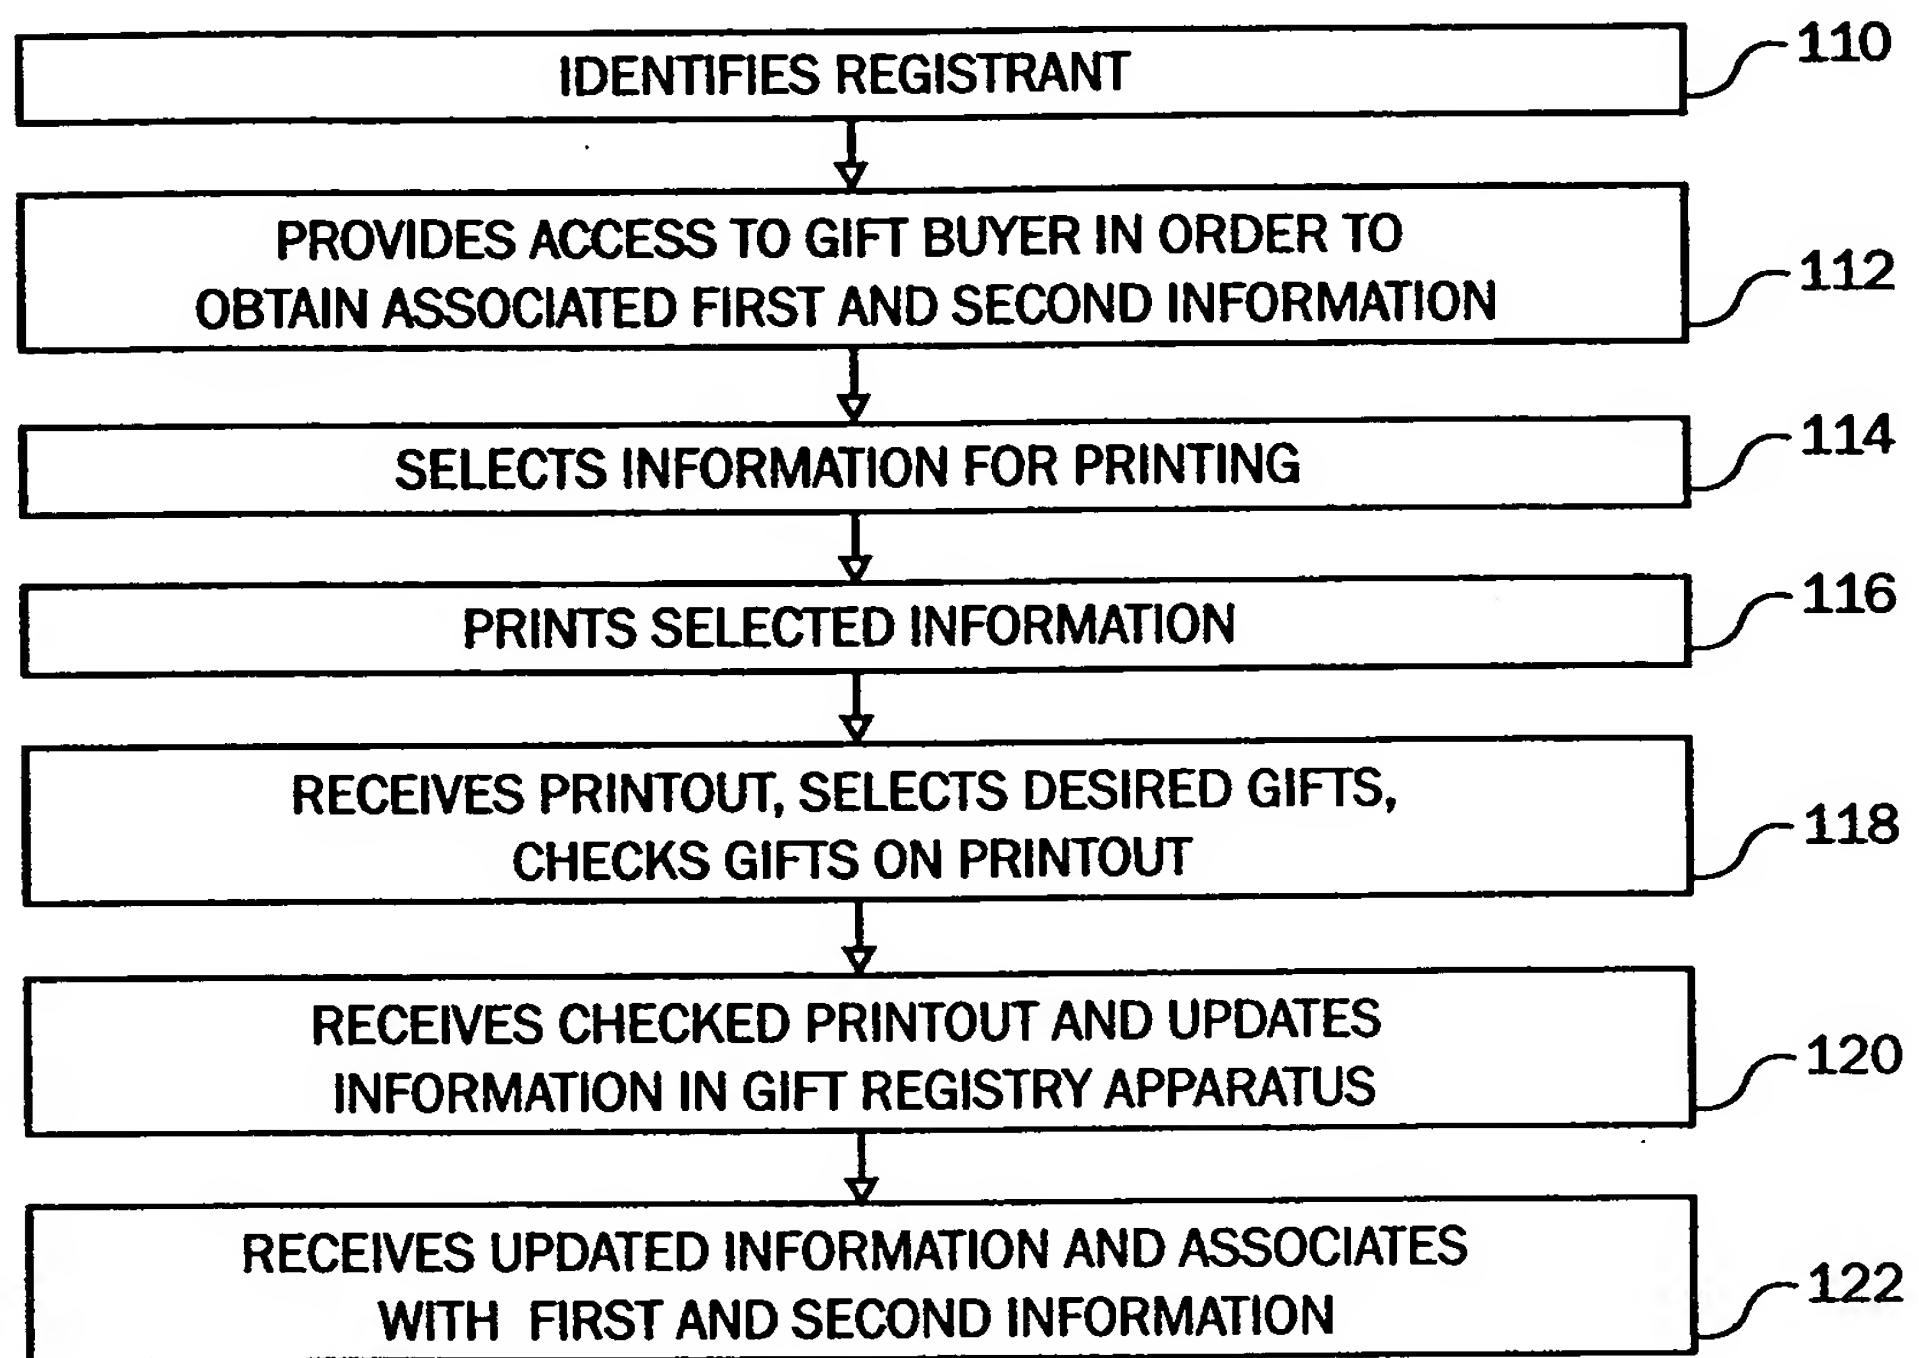 IDENTIFIES REGISTRANT
110
PROVIDES ACCESS TO GIFT BUYER IN ORDER TO
OBTAIN ASSOCIATED FIRST AND SECOND INFORMATION
112
SELECTS INFORMATION FOR PRINTING
114
PRINTS SELECTED INFORMATION
116
RECEIVES PRINTOUT, SELECTS DESIRED GIFTS,
CHECKS GIFTS ON PRINTOUT
118
RECEIVES CHECKED PRINTOUT AND UPDATES
INFORMATION IN GIFT REGISTRY APPARATUS
120
RECEIVES UPDATED INFORMATION AND ASSOCIATES
WITH FIRST AND SECOND INFORMATION
122